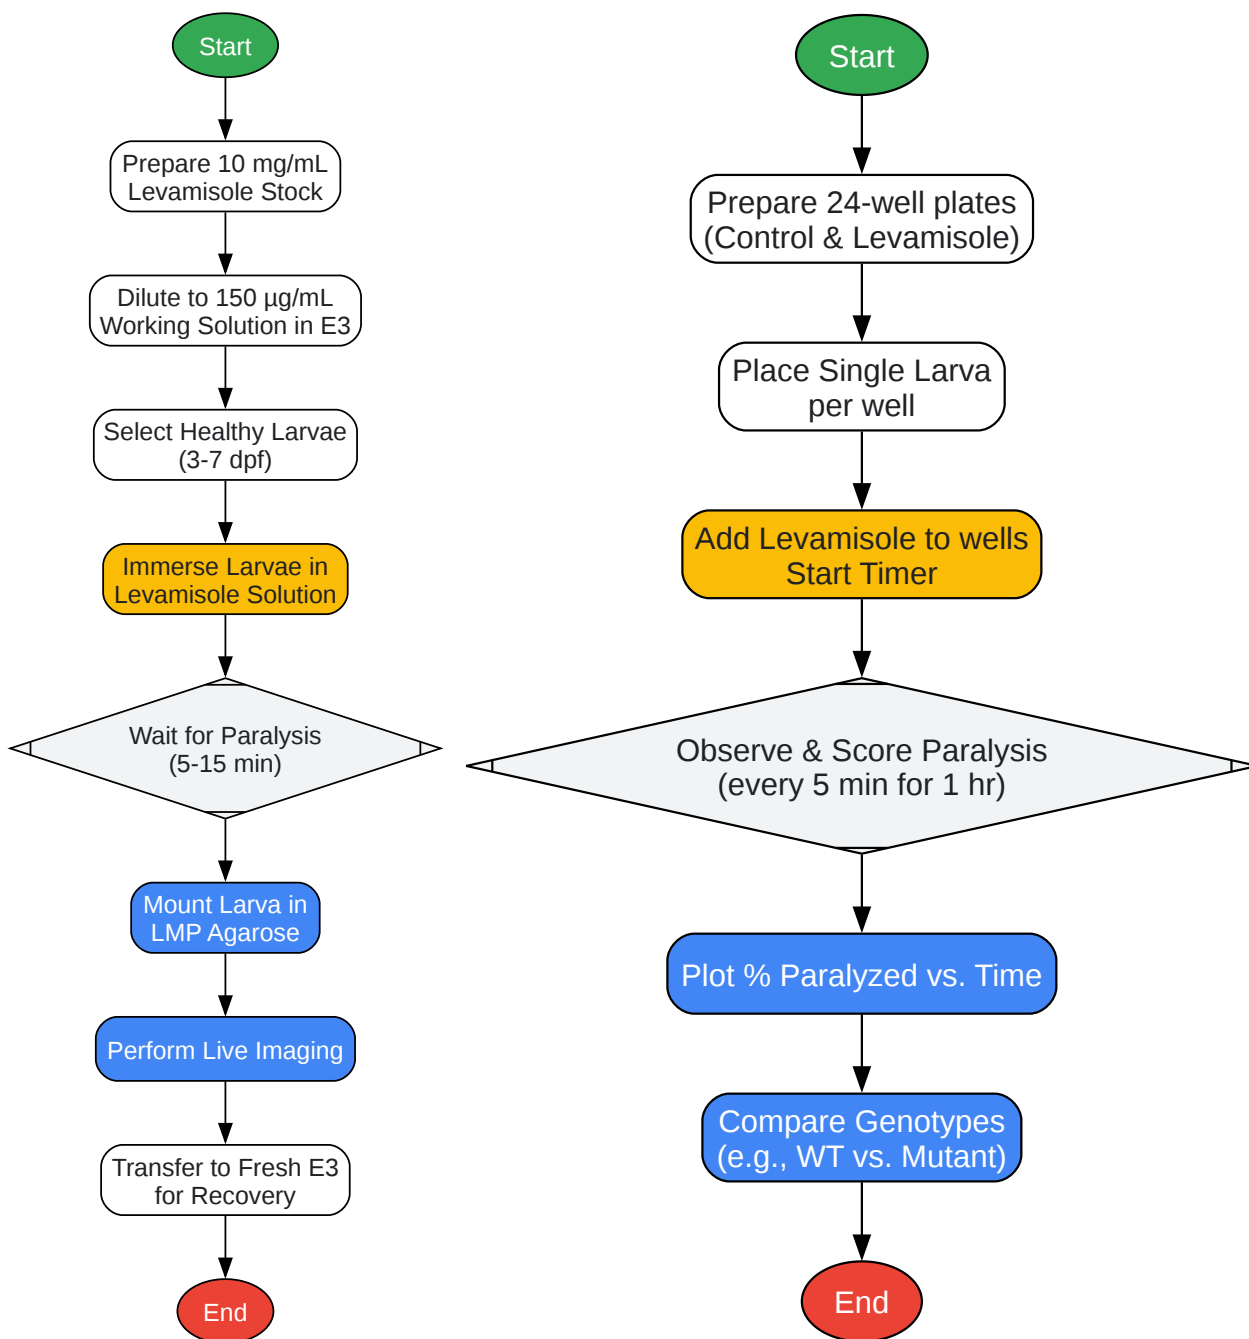 Start
Prepare 10 mg/mL
Levamisole Stock
Dilute to 150 µg/mL
Working Solution in E3
Select Healthy Larvae
(3-7 dpf)
Immerse Larvae in
Levamisole Solution
Wait for Paralysis
(5-15 min)
Mount Larva in
LMP Agarose
Perform Live Imaging
Transfer to Fresh E3
for Recovery
End
Start
Prepare 24-well plates
(Control & Levamisole)
Place Single Larva
per well
Add Levamisole to wells
Start Timer
Observe & Score Paralysis
(every 5 min for 1 hr)
Plot % Paralyzed vs. Time
Compare Genotypes
(e.g., WT vs. Mutant)
End